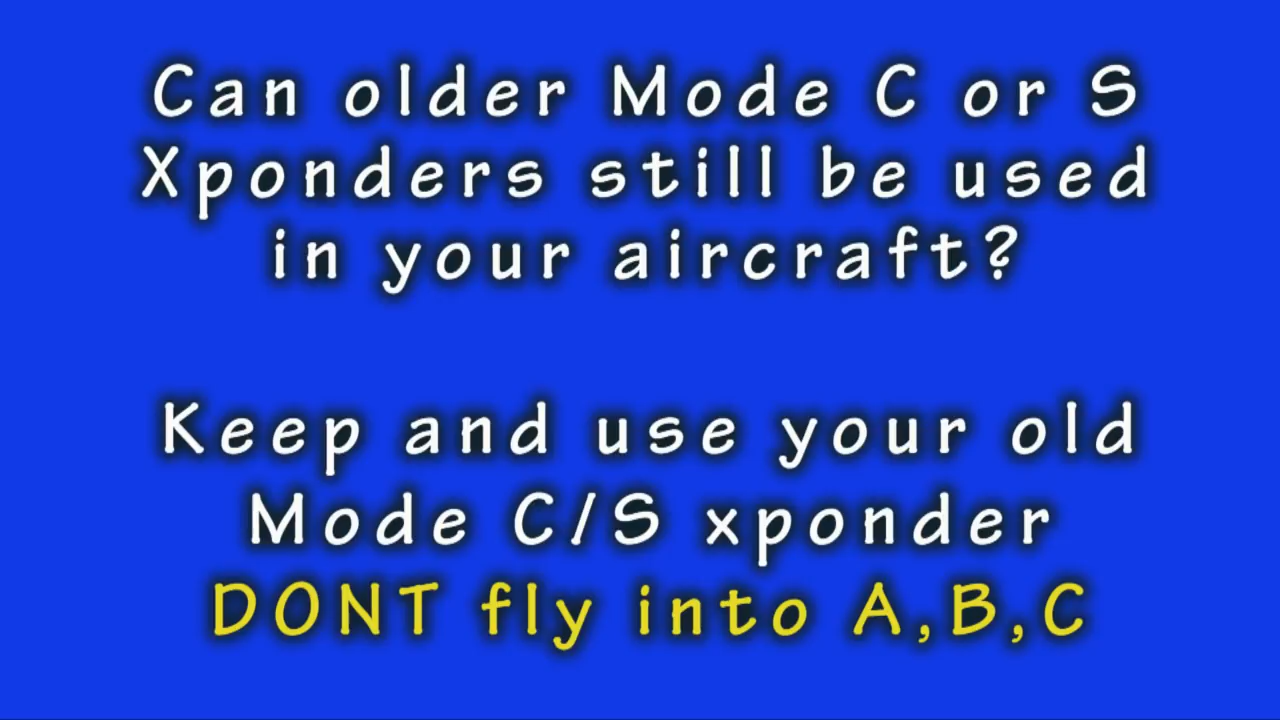 Can older Mode C or S
Xponders still be used
in your aircraft?
Keep and use your old
Mode C/S xponder
DONT fly into A,B,C